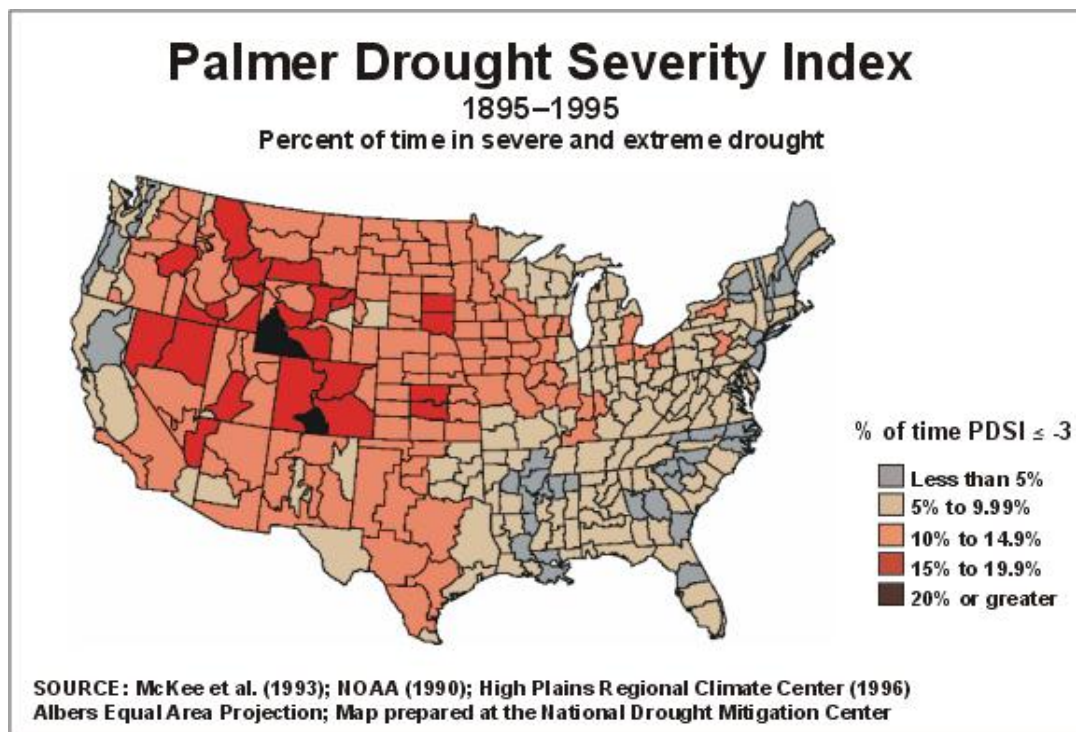 Palmer Drought Severity Index
1895–1995
Percent of time in severe and extreme drought
% of time PDSI ≤ -3
Less than 5%
5% to 9.99%
10% to 14.9%
15% to 19.9%
20% or greater
SOURCE: McKee et al. (1993); NOAA (1990); High Plains Regional Climate Center (1996)
Albers Equal Area Projection; Map prepared at the National Drought Mitigation Center